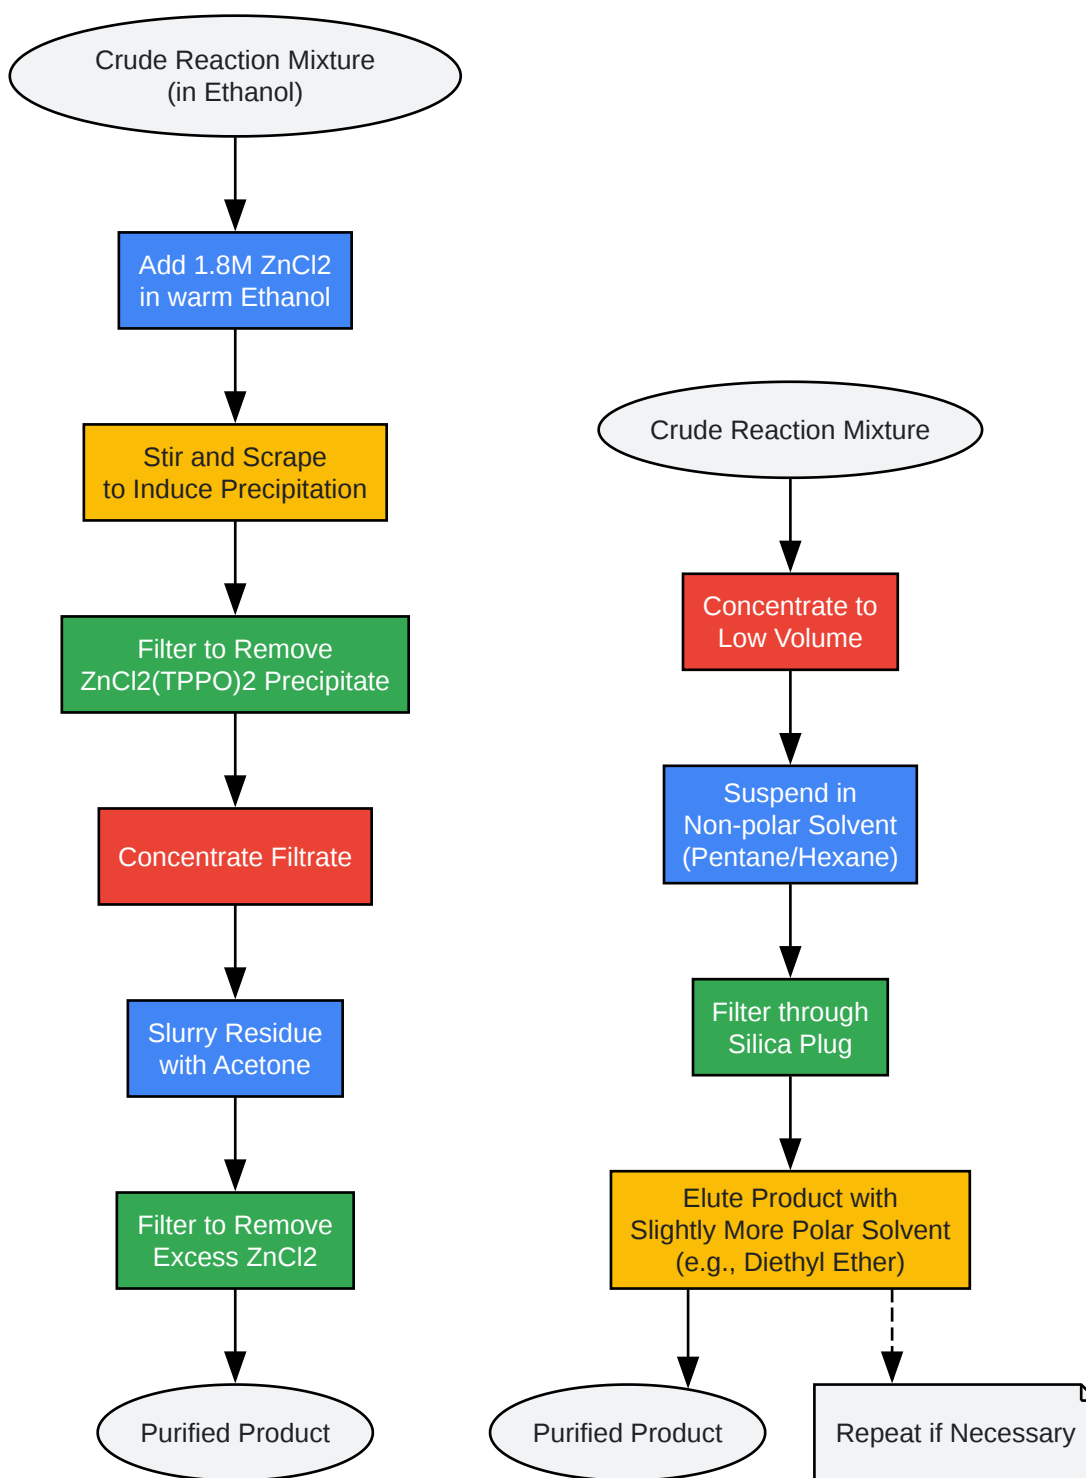 Crude Reaction Mixture
(in Ethanol)
Add 1.8M ZnCl2
in warm Ethanol
Stir and Scrape
to Induce Precipitation
Filter to Remove
ZnCl2(TPPO)2 Precipitate
Concentrate Filtrate
Slurry Residue
with Acetone
Filter to Remove
Excess ZnCl2
Purified Product
Crude Reaction Mixture
Concentrate to
Low Volume
Suspend in
Non-polar Solvent
(Pentane/Hexane)
Filter through
Silica Plug
Elute Product with
Slightly More Polar Solvent
(e.g., Diethyl Ether)
Purified Product
Repeat if Necessary